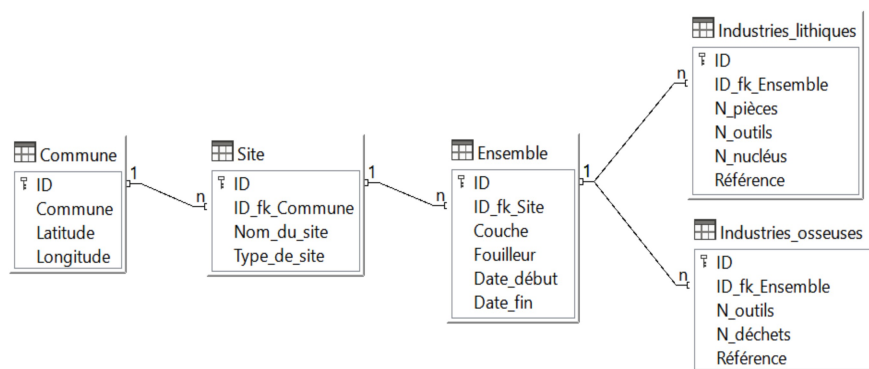 Commune
ID
Commune
Latitude
Longitude
1
n
Site
ID
ID_fk_Commune
Nom_du_site
Type_de_site
1
n
Ensemble
ID
ID_fk_Site
Couche
Fouilleur
Date_début
Date_fin
1
n
Industries_lithiques
ID
ID_fk_Ensemble
N_pièces
N_outils
N_nucléus
Référence
n
Industries_osseuses
ID
ID_fk_Ensemble
N_outils
N_déchets
Référence